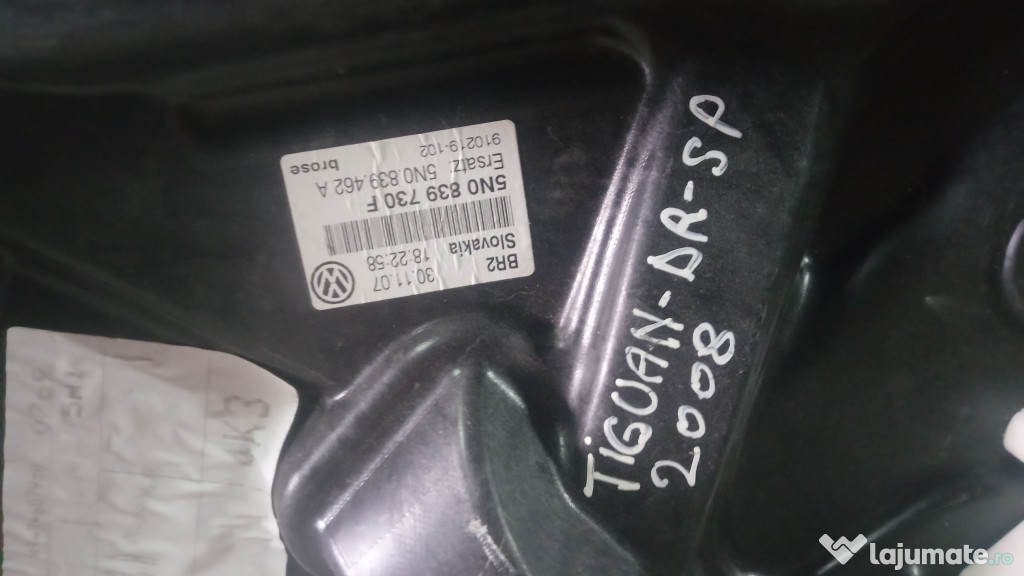 BR2 30.11.07
Slovakia 18:22:58
5N0 839 730 F
Ersatz: 5N0.839.462 A
910219-102 brose
TiGUAN-DR-SP
2008
UK3
lajumate.ro